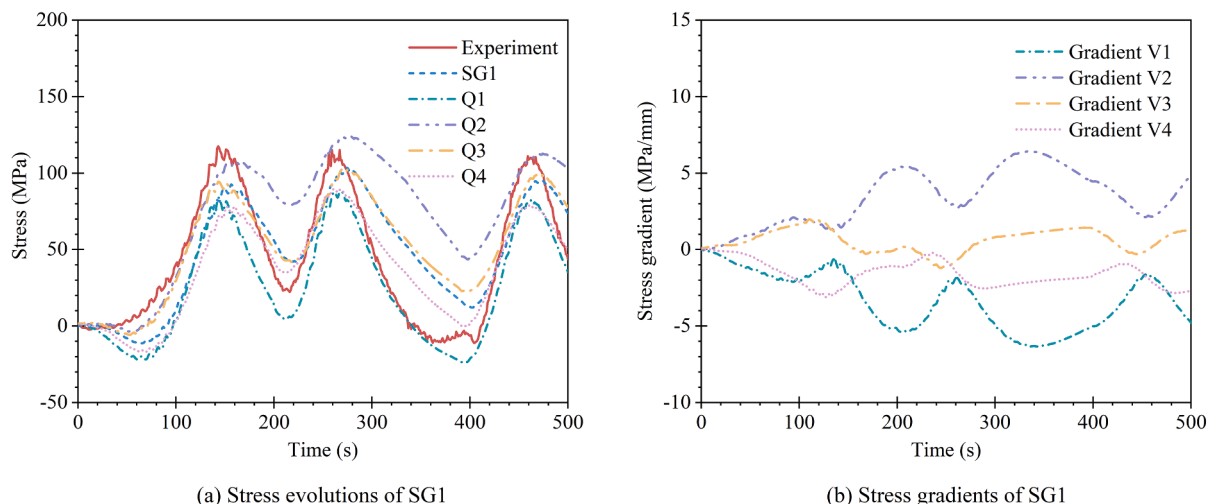 200
150
100
50
0
-50
0
100
200
300
400
500
Stress (MPa)
Time (s)
Experiment
SG1
Q1
Q2
Q3
Q4
(a) Stress evolutions of SG1
15
10
5
0
-5
-10
0
100
200
300
400
500
Stress gradient (MPa/mm)
Time (s)
Gradient V1
Gradient V2
Gradient V3
Gradient V4
(b) Stress gradients of SG1